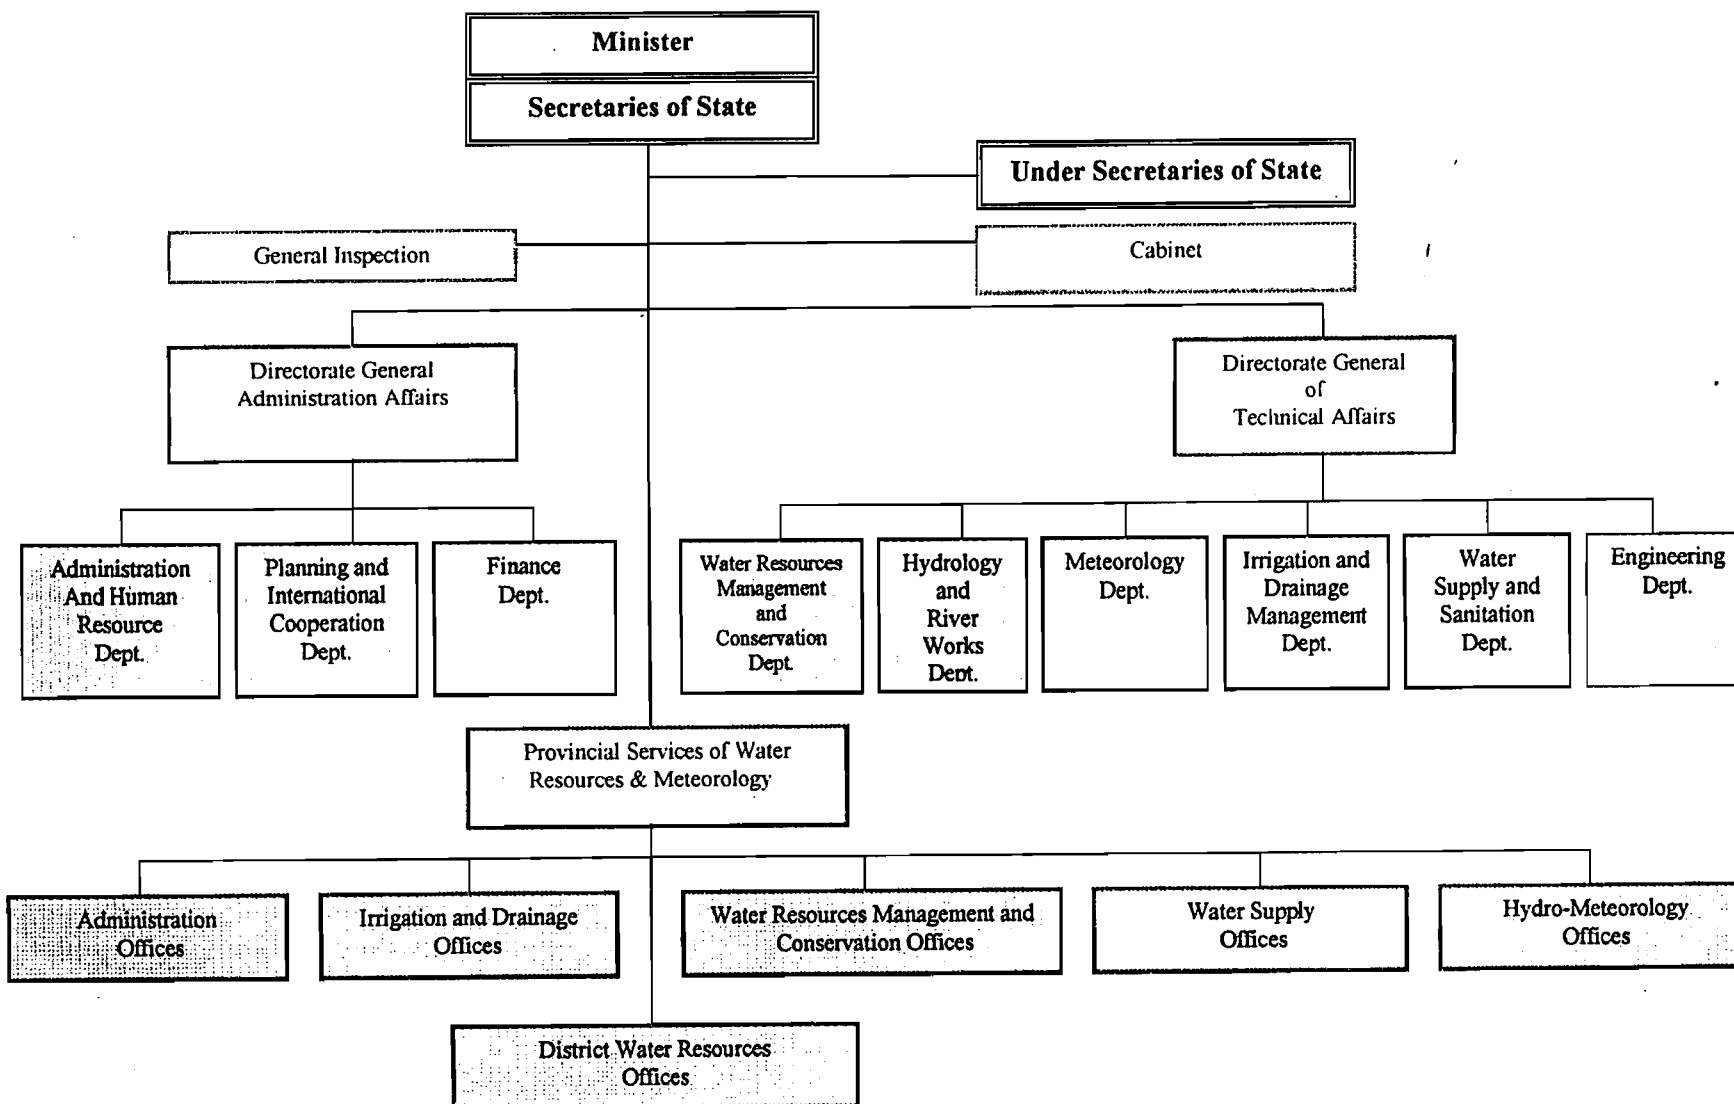 Minister
Secretaries of State
Under Secretaries of State
General Inspection
Cabinet
Directorate General
Administration Affairs
Directorate General
of
Technical Affairs
Administration
And Human
Resource
Dept.
Planning and
International
Cooperation
Dept.
Finance
Dept.
Water Resources
Management
and
Conservation
Dept.
Hydrology
and
River
Works
Dept.
Meteorology
Dept.
Irrigation and
Drainage
Management
Dept.
Water
Supply and
Sanitation
Dept.
Engineering
Dept.
Provincial Services of Water
Resources & Meteorology
Administration
Offices
Irrigation and Drainage
Offices
Water Resources Management and
Conservation Offices
Water Supply
Offices
Hydro-Meteorology
Offices
District Water Resources
Offices